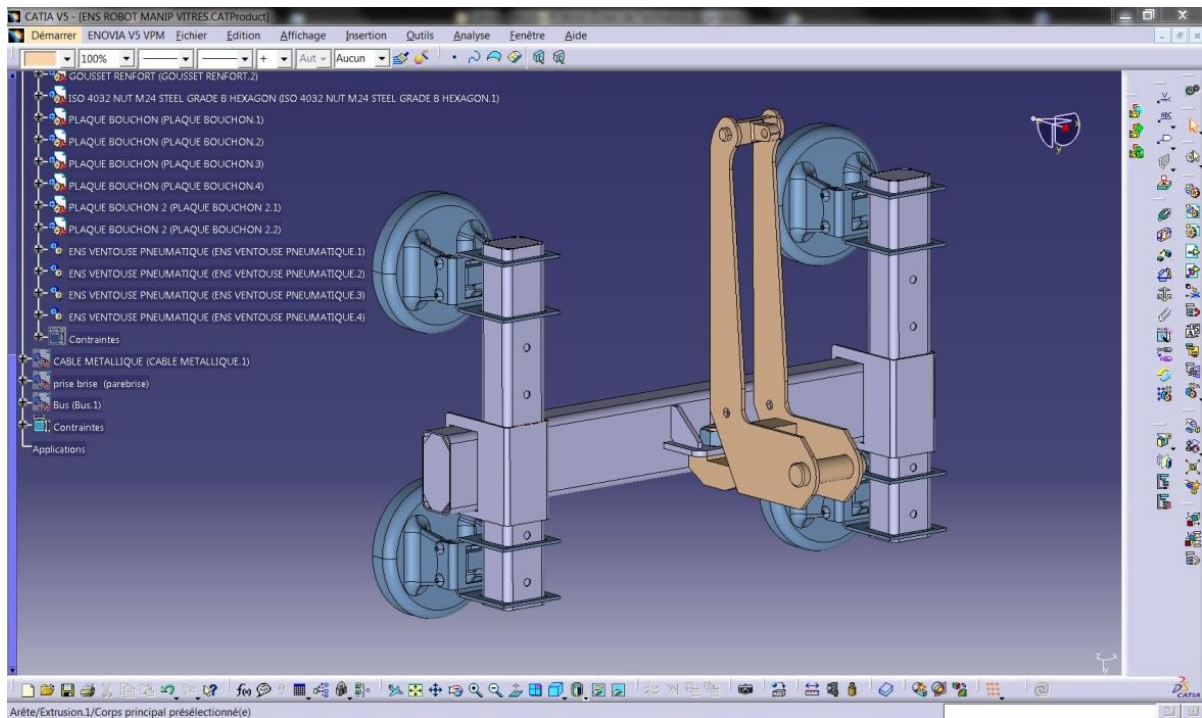 CATIA V5 - [ENS ROBOT MANIP VITRES.CATProduct]
Démarrer ENOVIA V5 VPM Fichier Edition Affichage Insertion Outils Analyse Fenêtre Aide
100% Aut Aucun
GOUSSET RENFORT (GOUSSET RENFORT.2)
ISO 4032 NUT M24 STEEL GRADE B HEXAGON (ISO 4032 NUT M24 STEEL GRADE B HEXAGON.1)
PLAQUE BOUCHON (PLAQUE BOUCHON.1)
PLAQUE BOUCHON (PLAQUE BOUCHON.2)
PLAQUE BOUCHON (PLAQUE BOUCHON.3)
PLAQUE BOUCHON (PLAQUE BOUCHON.4)
PLAQUE BOUCHON 2 (PLAQUE BOUCHON 2.1)
PLAQUE BOUCHON 2 (PLAQUE BOUCHON 2.2)
ENS VENTOUSE PNEUMATIQUE (ENS VENTOUSE PNEUMATIQUE.1)
ENS VENTOUSE PNEUMATIQUE (ENS VENTOUSE PNEUMATIQUE.2)
ENS VENTOUSE PNEUMATIQUE (ENS VENTOUSE PNEUMATIQUE.3)
ENS VENTOUSE PNEUMATIQUE (ENS VENTOUSE PNEUMATIQUE.4)
Contraintes
CABLE METALLIQUE (CABLE METALLIQUE.1)
prise brise (parebrise)
Bus (Bus.1)
Contraintes
Applications
CATIA
Arête/Extrusion.1/Corps principal présélectionné(e)